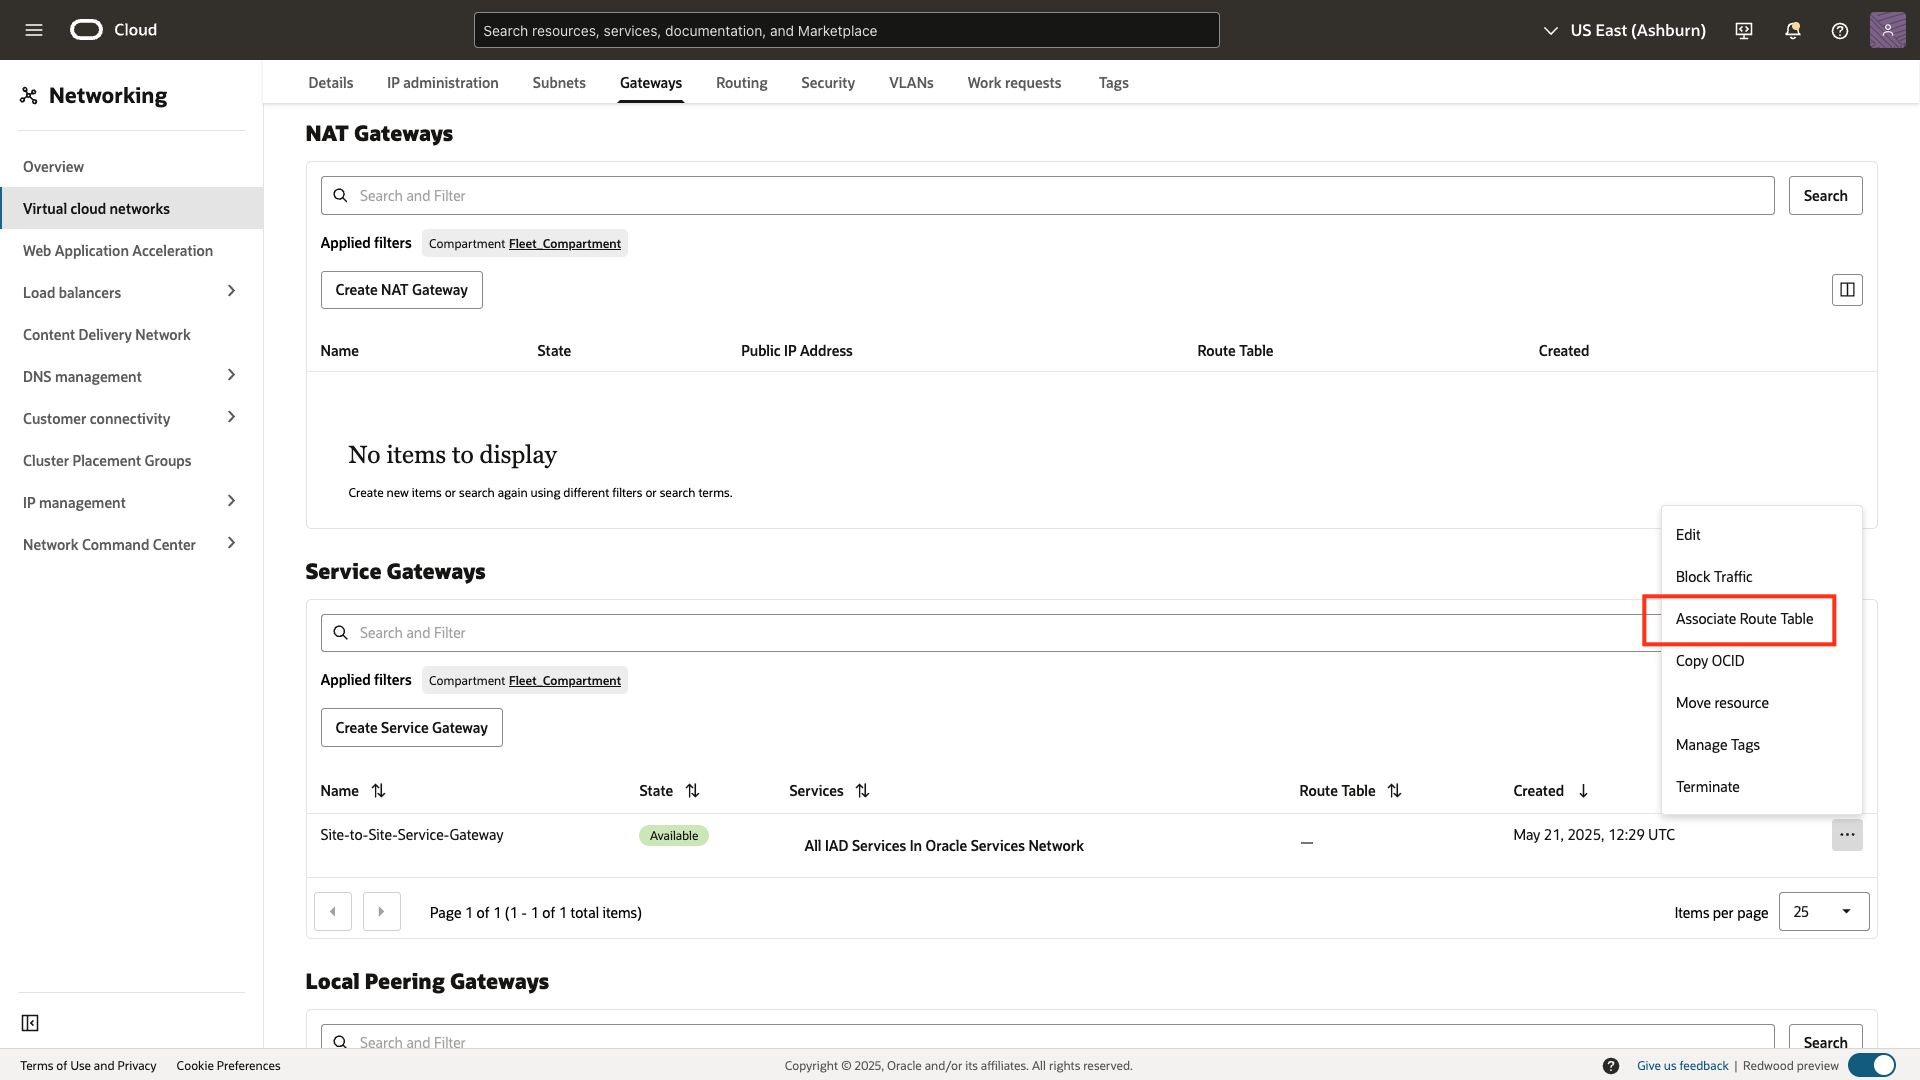 Cloud
Search resources, services, documentation, and Marketplace
US East (Ashburn)
Networking
Overview
Virtual cloud networks
Web Application Acceleration
Load balancers
Content Delivery Network
DNS management
Customer connectivity
Cluster Placement Groups
IP management
Network Command Center
Details IP administration Subnets Gateways Routing Security VLANs Work requests Tags
NAT Gateways
Search and Filter
Search
Applied filters Compartment Fleet_Compartment
Create NAT Gateway
Name State Public IP Address Route Table Created
No items to display
Create new items or search again using different filters or search terms.
Service Gateways
Search and Filter
Applied filters Compartment Fleet_Compartment
Create Service Gateway
Edit
Block Traffic
Associate Route Table
Copy OCID
Move resource
Manage Tags
Terminate
Name State Services Route Table Created
Site-to-Site-Service-Gateway Available All IAD Services In Oracle Services Network — May 21, 2025, 12:29 UTC ...
Page 1 of 1 (1 - 1 of 1 total items)
Items per page 25
Local Peering Gateways
Search and Filter
Search
Terms of Use and Privacy Cookie Preferences
Copyright © 2025, Oracle and/or its affiliates. All rights reserved.
Give us feedback | Redwood preview